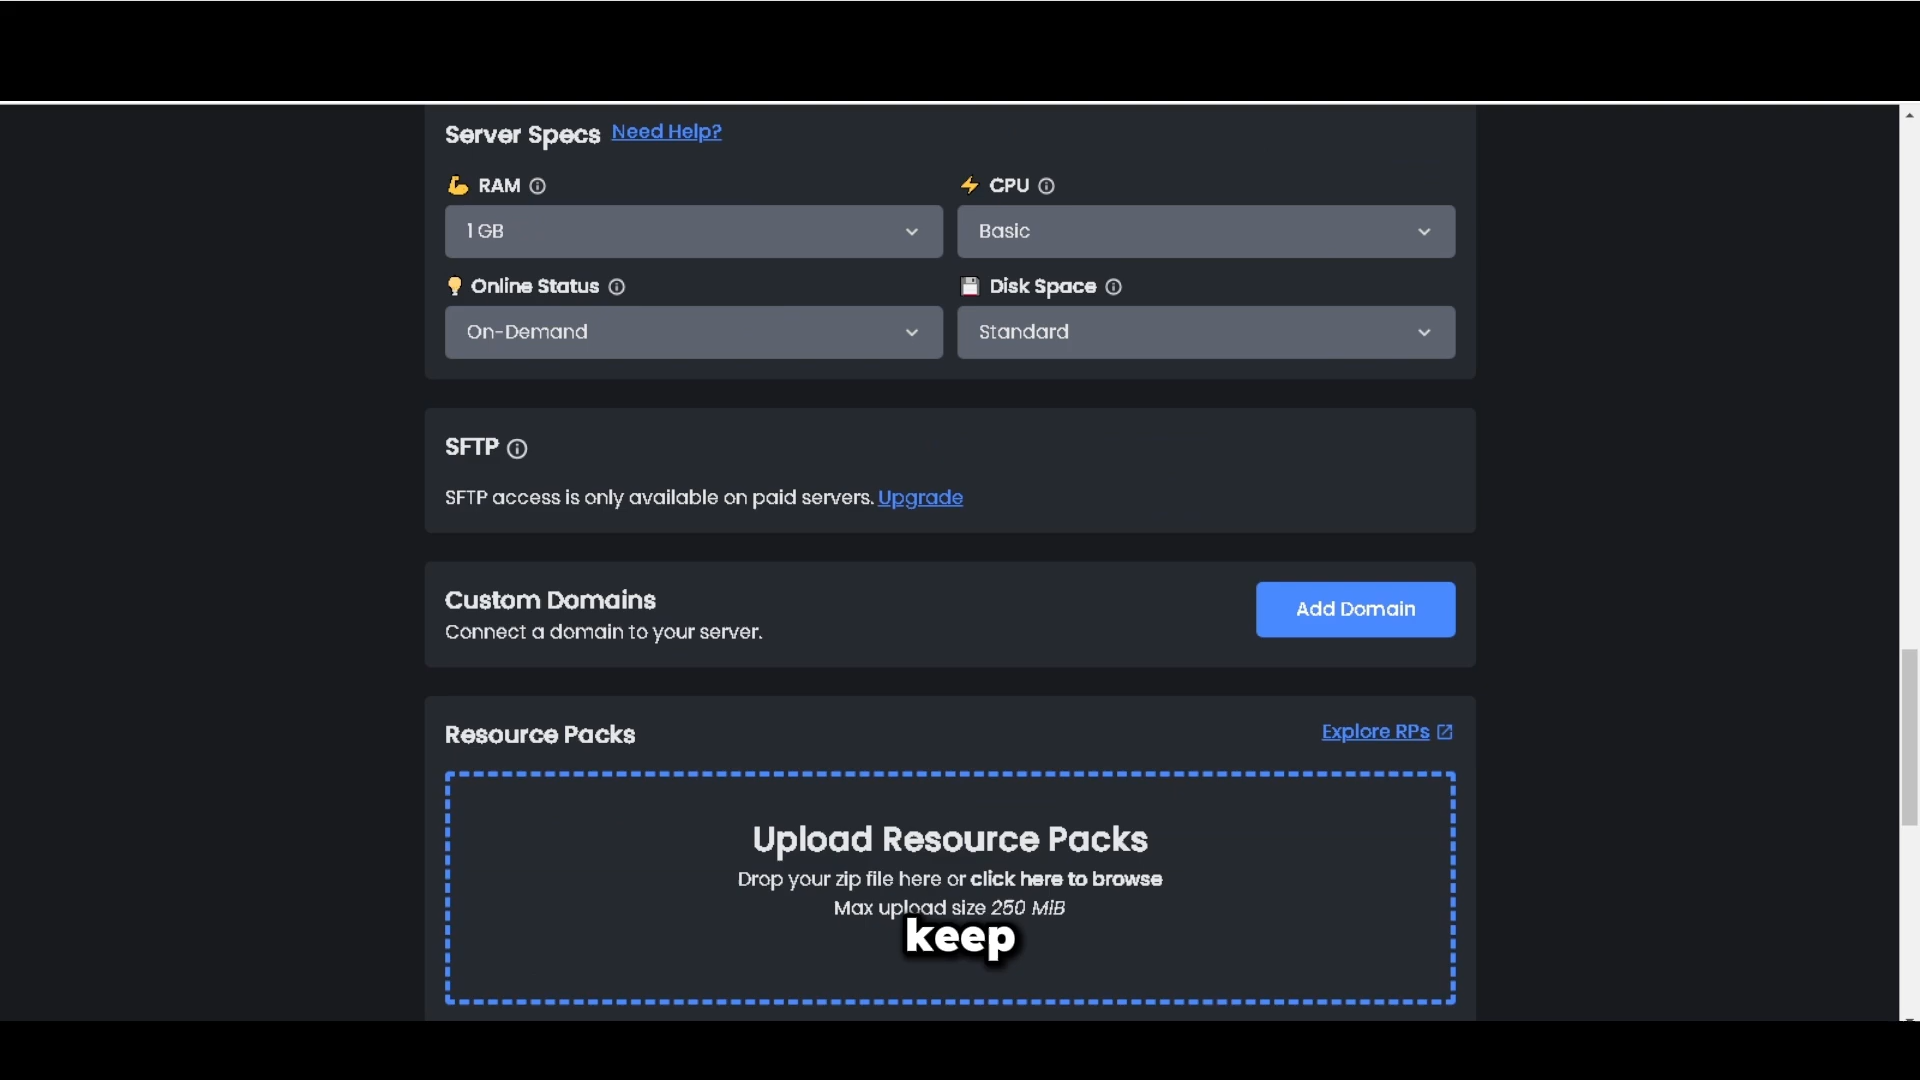 Server Specs Need Help?
RAM
CPU
1 GB
Basic
Online Status
Disk Space
On-Demand
Standard
SFTP
SFTP access is only available on paid servers. Upgrade
Custom Domains
Connect a domain to your server.
Add Domain
Resource Packs
Explore RPs
Upload Resource Packs
Drop your zip file here or click here to browse
Max upload size 250 MiB
keep